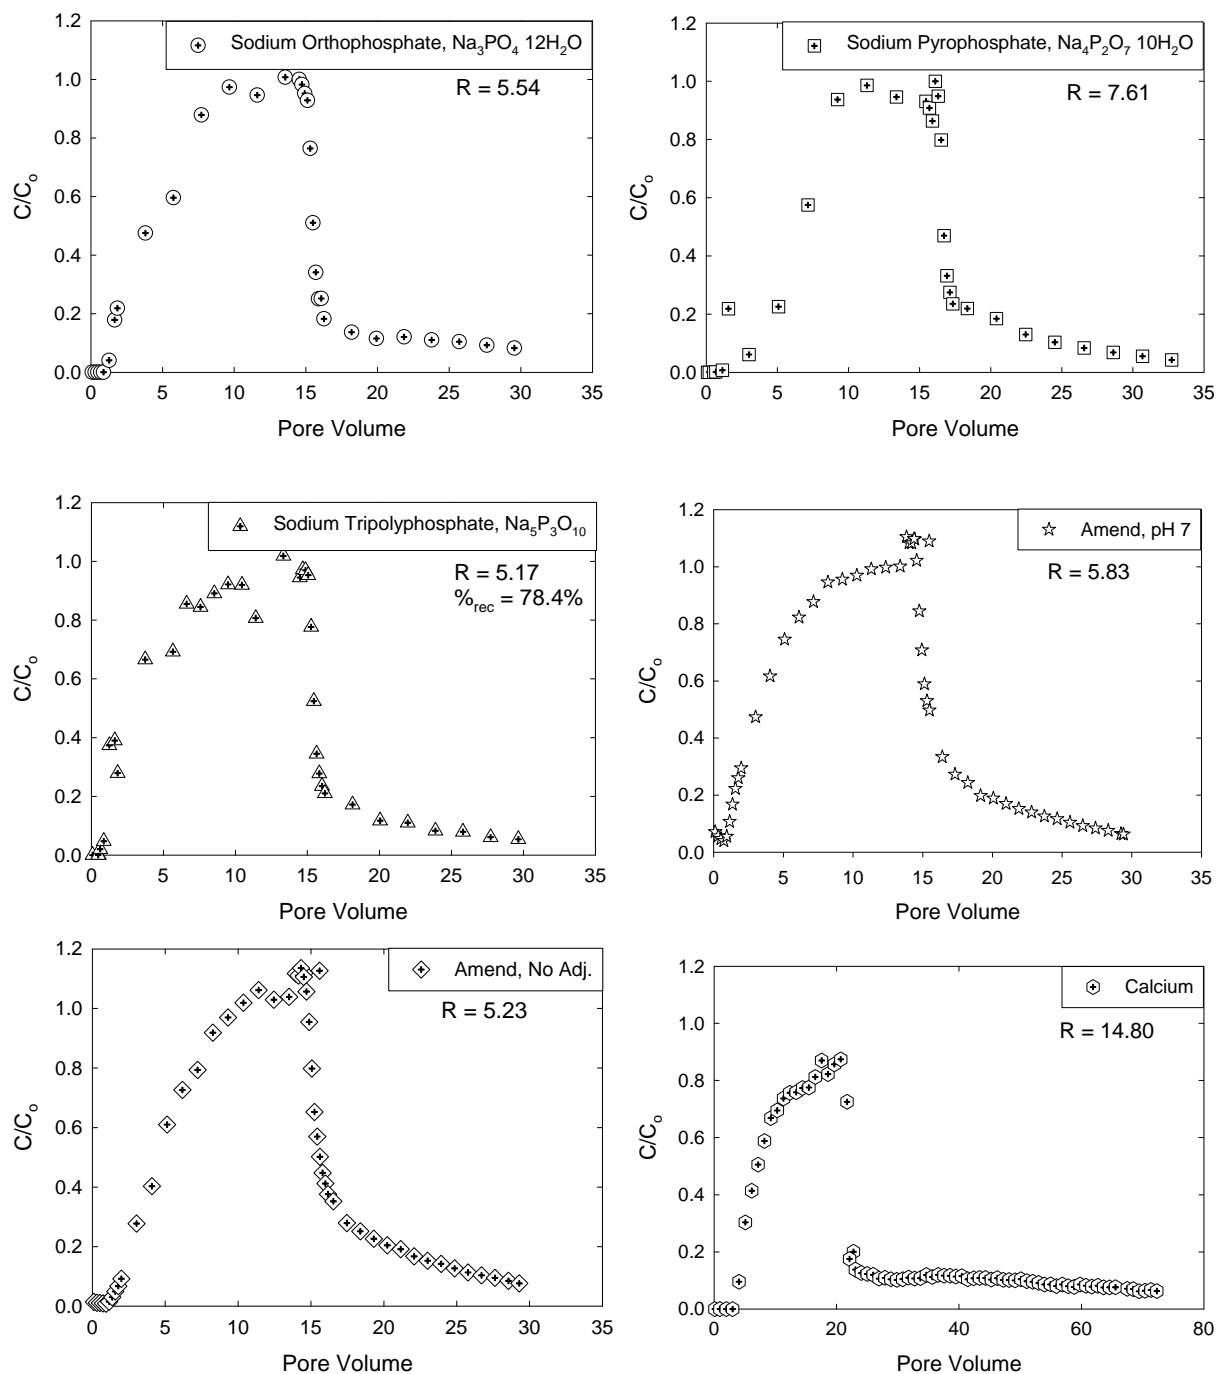 1.2
Sodium Orthophosphate, Na₃PO₄ 12H₂O
R = 5.54
1.0
0.8
0.6
0.4
0.2
0.0
C/Cₒ
0 5 10 15 20 25 30 35
Pore Volume
1.2
Sodium Pyrophosphate, Na₄P₂O₇ 10H₂O
R = 7.61
1.0
0.8
0.6
0.4
0.2
0.0
C/Cₒ
0 5 10 15 20 25 30 35
Pore Volume
1.2
Sodium Tripolyphosphate, Na₅P₃O₁₀
R = 5.17
%rec = 78.4%
1.0
0.8
0.6
0.4
0.2
0.0
C/Cₒ
0 5 10 15 20 25 30 35
Pore Volume
1.2
Amend, pH 7
R = 5.83
1.0
0.8
0.6
0.4
0.2
0.0
C/Cₒ
0 5 10 15 20 25 30 35
Pore Volume
1.2
Amend, No Adj.
R = 5.23
1.0
0.8
0.6
0.4
0.2
0.0
C/Cₒ
0 5 10 15 20 25 30 35
Pore Volume
1.2
Calcium
R = 14.80
1.0
0.8
0.6
0.4
0.2
0.0
C/Cₒ
0 20 40 60 80
Pore Volume